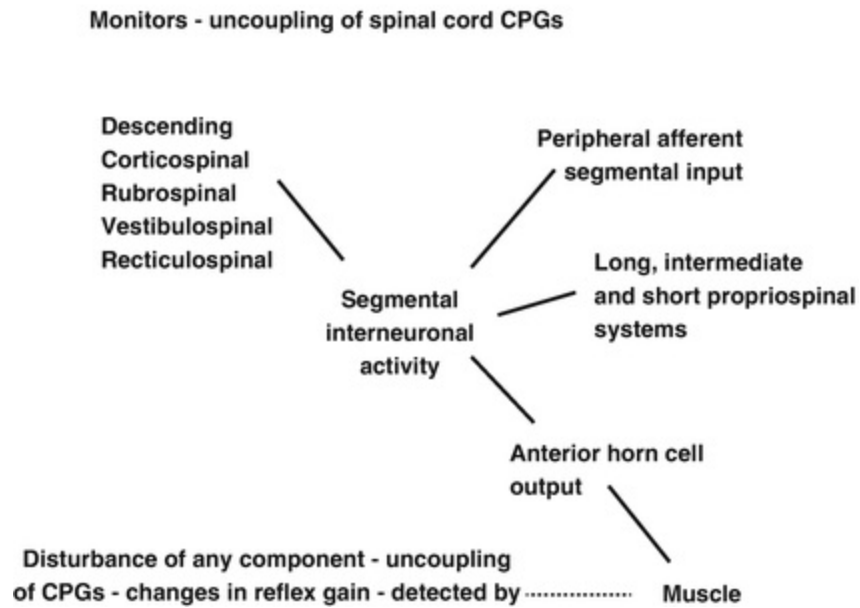 Monitors - uncoupling of spinal cord CPGs
Descending
Corticospinal
Rubrospinal
Vestibulospinal
Recticulospinal
Peripheral afferent
segmental input
Long, intermediate
and short propriospinal
systems
Segmental
interneuronal
activity
Anterior horn cell
output
Disturbance of any component - uncoupling
of CPGs - changes in reflex gain - detected by ................... Muscle